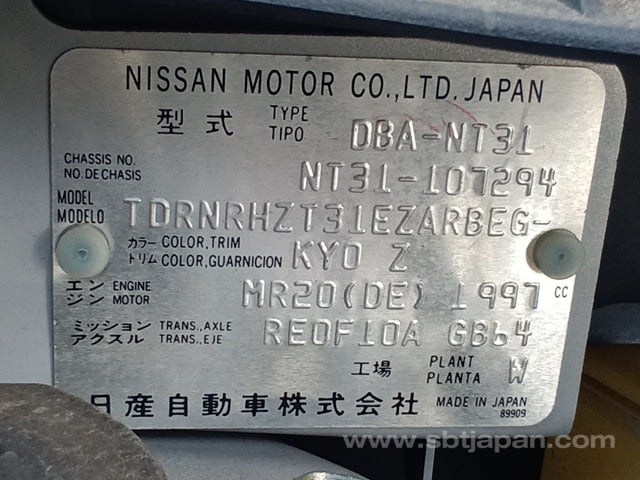 NISSAN MOTOR CO.,LTD. JAPAN
型式 TYPE TIPO DBA-NT31
CHASSIS NO. NO.DECHASIS NT31-107294
MODEL MODELO TDRNRHZT31EZARBEG-
カラー COLOR,TRIM
トリム COLOR,GUARNICION KY0 Z
エンジン ENGINE MOTOR MR20(DE) 1997 CC
ミッション TRANS.,AXLE
アクスル TRANS.,EJE RE0F10A GB64
工場 PLANT PLANTA W
日産自動車株式会社 MADE IN JAPAN
89909
www.sbtjapan.com